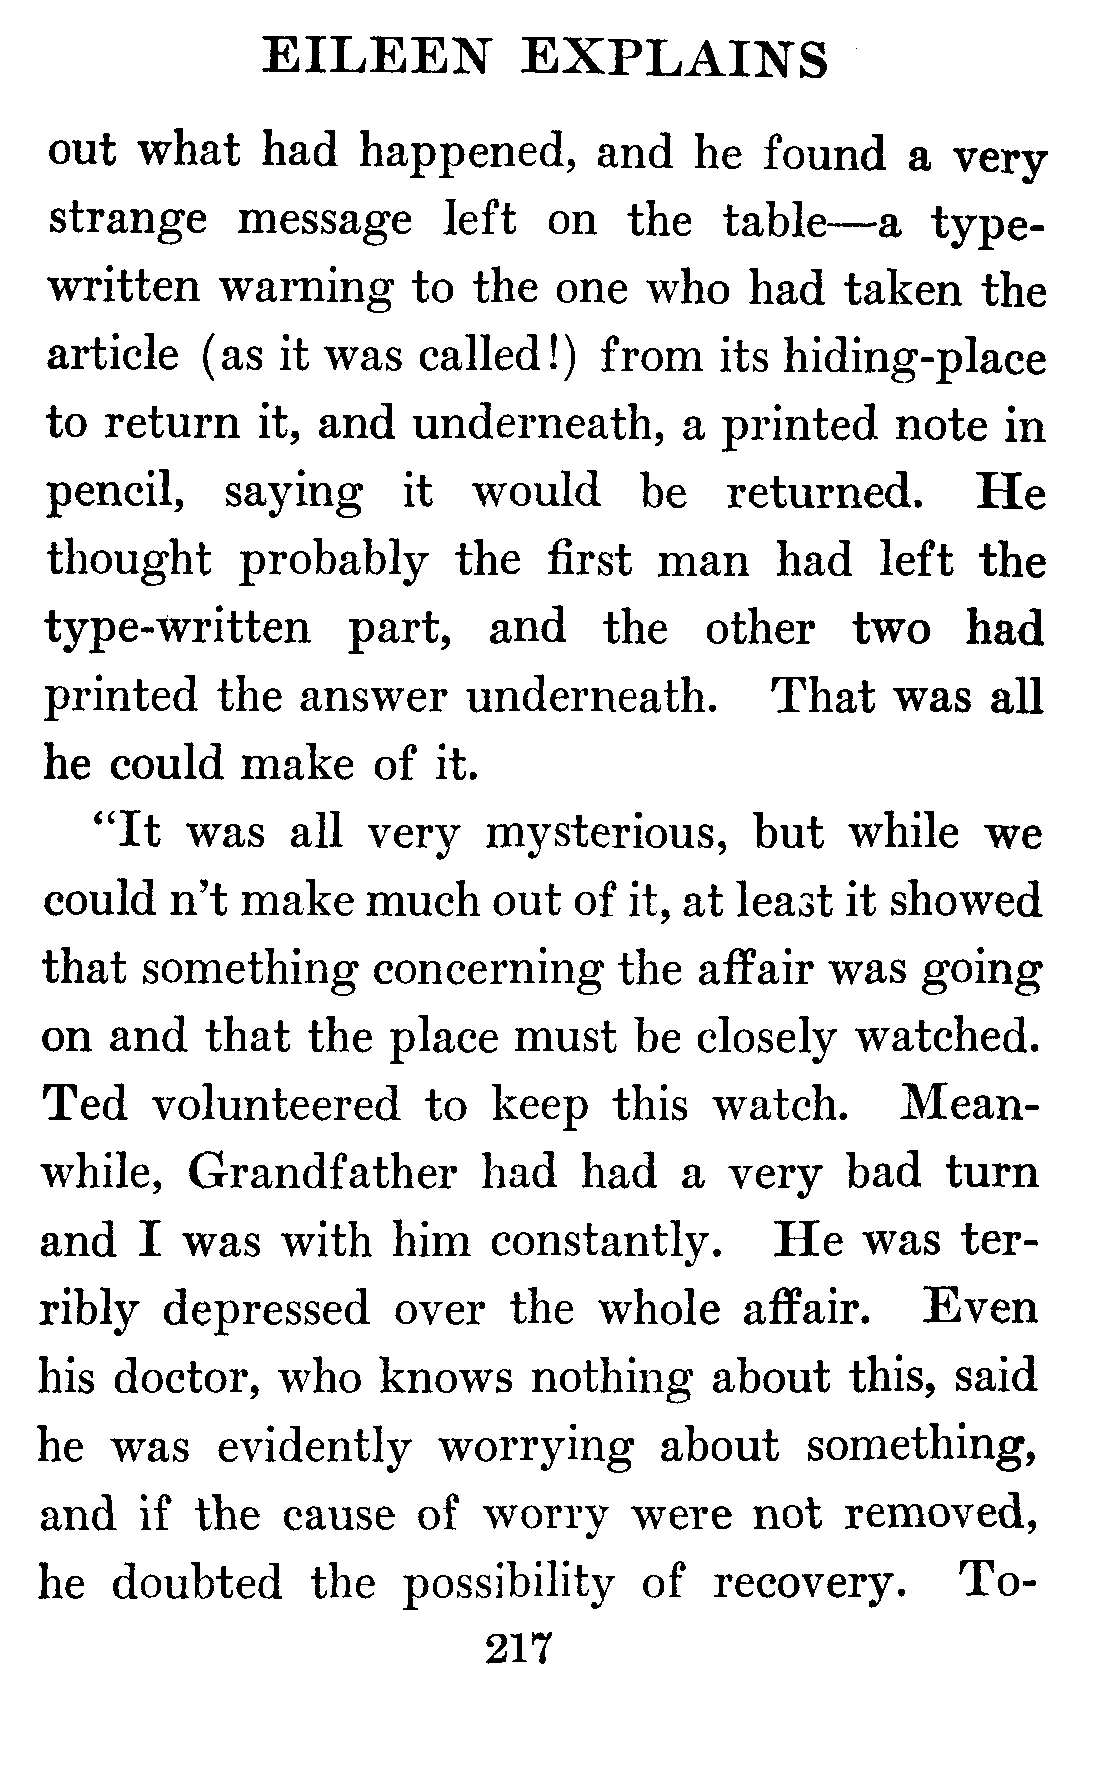 EILEEN EXPLAINS
out what had happened, and he found a very
strange message left on the table—a type-
written warning to the one who had taken the
article (as it was called!) from its hiding-place
to return it, and underneath, a printed note in
pencil, saying it would be returned. He
thought probably the first man had left the
type-written part, and the other two had
printed the answer underneath. That was all
he could make of it.
“It was all very mysterious, but while we
could n’t make much out of it, at least it showed
that something concerning the affair was going
on and that the place must be closely watched.
Ted volunteered to keep this watch. Mean-
while, Grandfather had had a very bad turn
and I was with him constantly. He was ter-
ribly depressed over the whole affair. Even
his doctor, who knows nothing about this, said
he was evidently worrying about something,
and if the cause of worry were not removed,
he doubted the possibility of recovery. To-
217